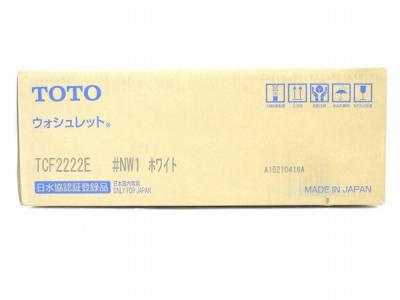 TOTO
ウォシュレット®
TCF2222E #NW1 ホワイト
A15210416A
日水協認証登録品
日本国内専用
ONLY FOR JAPAN
MADE IN JAPAN